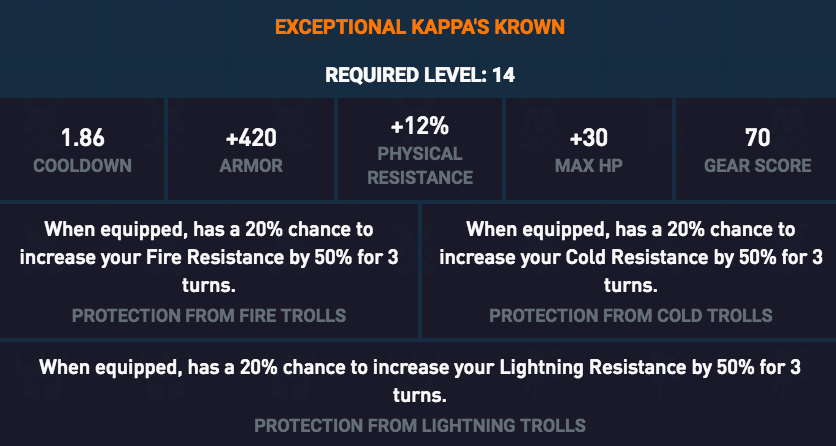 EXCEPTIONAL KAPPA'S KROWN
REQUIRED LEVEL: 14
1.86
COOLDOWN
+420
ARMOR
+12%
PHYSICAL
RESISTANCE
+30
MAX HP
70
GEAR SCORE
When equipped, has a 20% chance to
increase your Fire Resistance by 50% for 3
turns.
PROTECTION FROM FIRE TROLLS
When equipped, has a 20% chance to
increase your Cold Resistance by 50% for 3
turns.
PROTECTION FROM COLD TROLLS
When equipped, has a 20% chance to increase your Lightning Resistance by 50% for 3
turns.
PROTECTION FROM LIGHTNING TROLLS